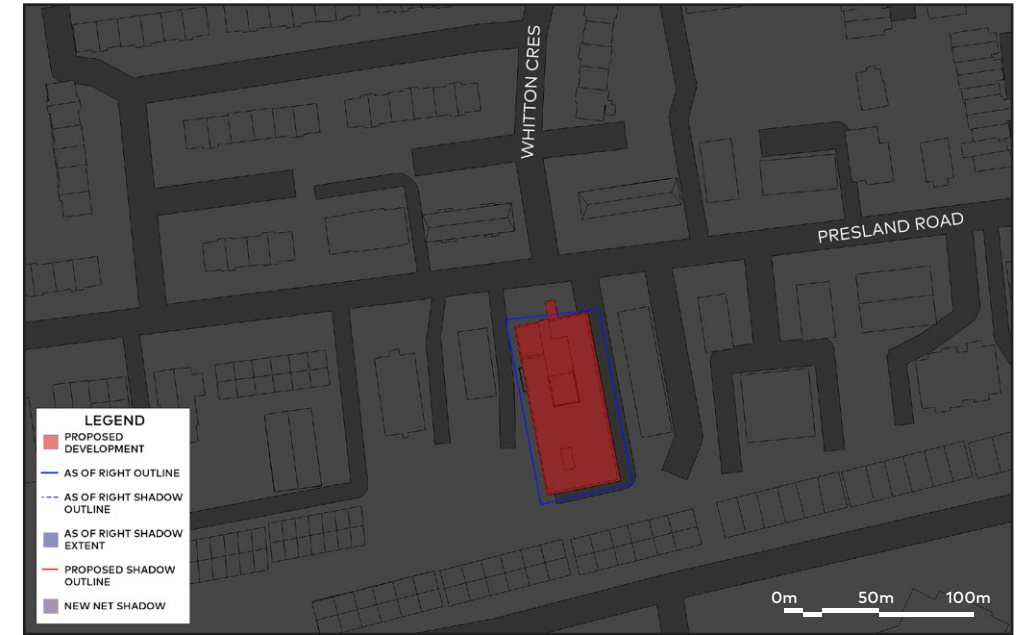 WHITTON CRES
PRESLAND ROAD
LEGEND
PROPOSED
DEVELOPMENT
AS OF RIGHT OUTLINE
AS OF RIGHT SHADOW
OUTLINE
AS OF RIGHT SHADOW
EXTENT
PROPOSED SHADOW
OUTLINE
NEW NET SHADOW
0m 50m 100m